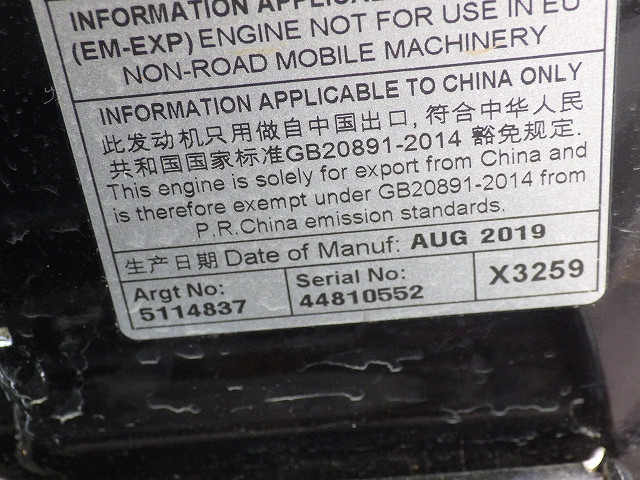 INFORMATION APPLICA
(EM-EXP) ENGINE NOT FOR USE IN EU
NON-ROAD MOBILE MACHINERY
INFORMATION APPLICABLE TO CHINA ONLY
此发动机只用做自中国出口, 符合中华人民
共和国国家标准GB20891-2014 豁免规定.
This engine is solely for export from China and
is therefore exempt under GB20891-2014 from
P.R.China emission standards.
生产日期 Date of Manuf: AUG 2019
Argt No: Serial No: X3259
5114837 44810552